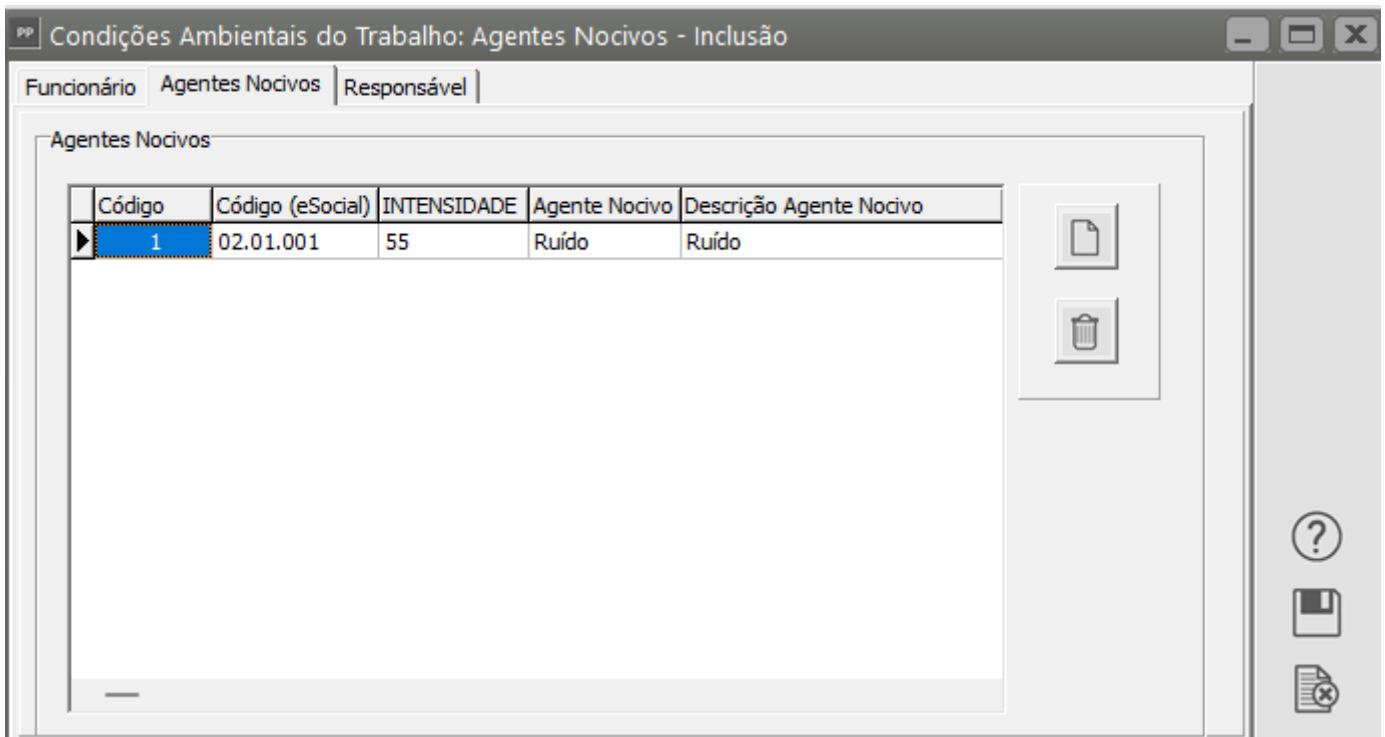 PP Condições Ambientais do Trabalho: Agentes Nocivos - Inclusão
Funcionário Agentes Nocivos Responsável
Agentes Nocivos
Código Código (eSocial) INTENSIDADE Agente Nocivo Descrição Agente Nocivo
1 02.01.001 55 Ruído Ruído